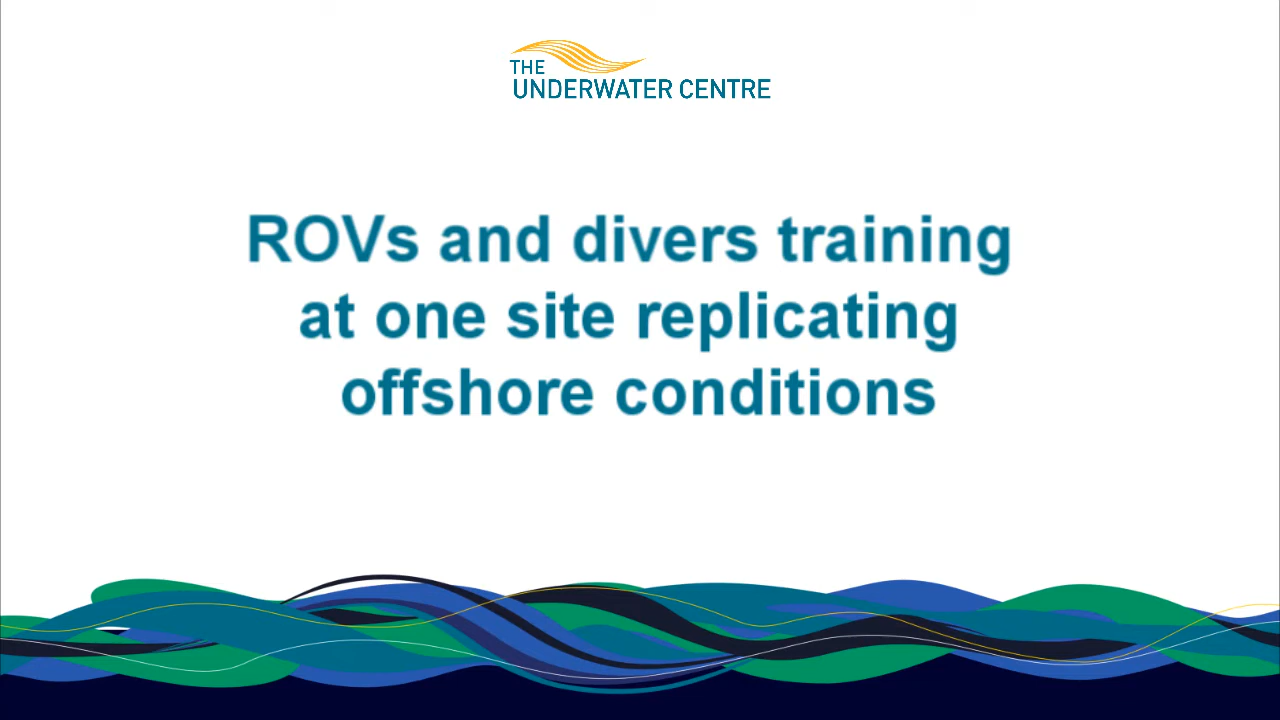 THE
UNDERWATER CENTRE
ROVs and divers training
at one site replicating
offshore conditions